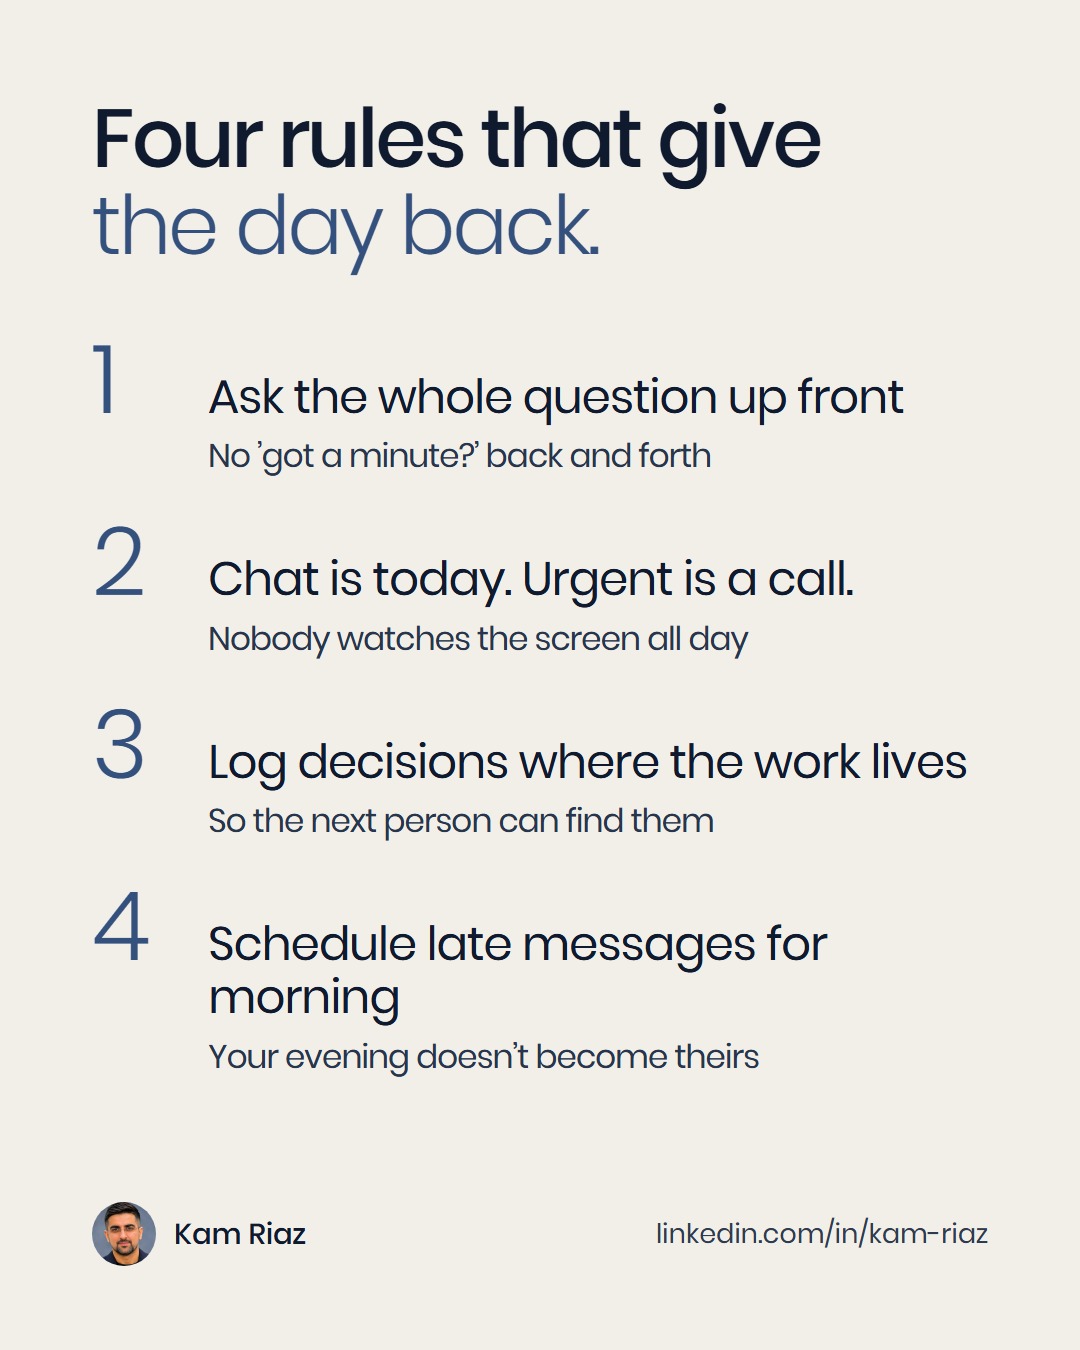 Four rules that give
the day back.
1
Ask the whole question up front
No ’got a minute?’ back and forth
2
Chat is today. Urgent is a call.
Nobody watches the screen all day
3
Log decisions where the work lives
So the next person can find them
4
Schedule late messages for
morning
Your evening doesn’t become theirs
Kam Riaz
linkedin.com/in/kam-riaz